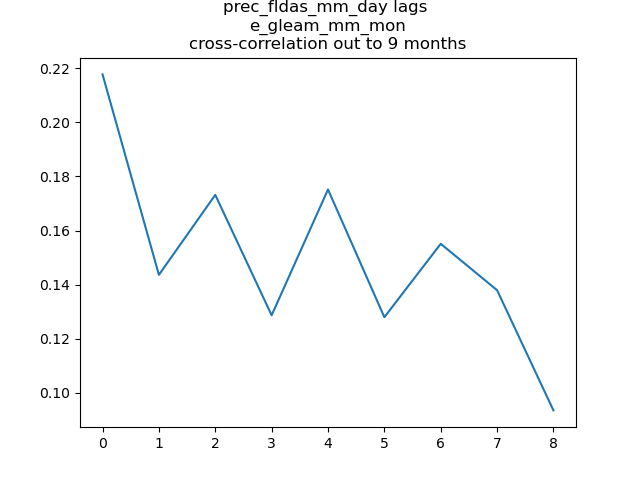 prec_fldas_mm_day lags
e_gleam_mm_mon
cross-correlation out to 9 months
0.22
0.20
0.18
0.16
0.14
0.12
0.10
0 1 2 3 4 5 6 7 8